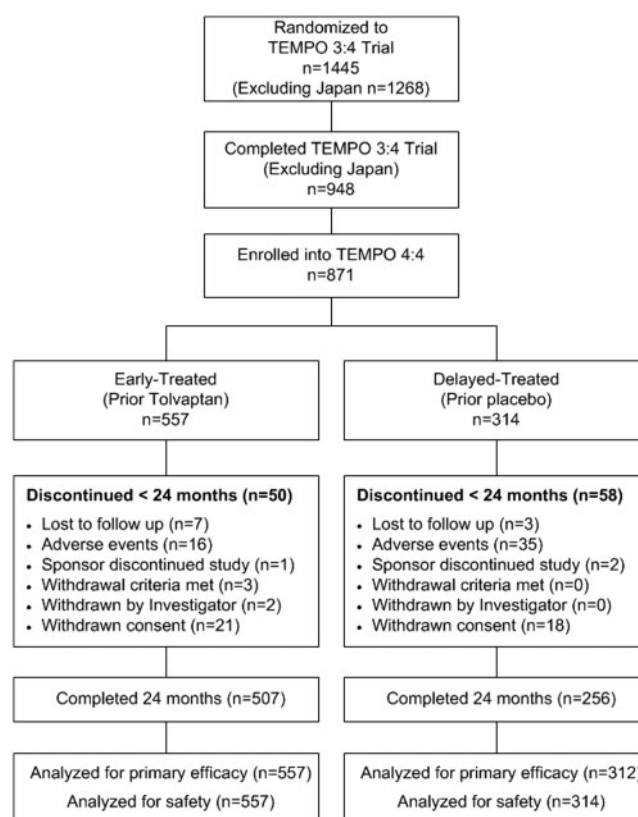 Randomized to
TEMPO 3:4 Trial
n=1445
(Excluding Japan n=1268)
Completed TEMPO 3:4 Trial
(Excluding Japan)
n=948
Enrolled into TEMPO 4:4
n=871
Early-Treated
(Prior Tolvaptan)
n=557
Delayed-Treated
(Prior placebo)
n=314
Discontinued < 24 months (n=50)
• Lost to follow up (n=7)
• Adverse events (n=16)
• Sponsor discontinued study (n=1)
• Withdrawal criteria met (n=3)
• Withdrawn by Investigator (n=2)
• Withdrawn consent (n=21)
Discontinued < 24 months (n=58)
• Lost to follow up (n=3)
• Adverse events (n=35)
• Sponsor discontinued study (n=2)
• Withdrawal criteria met (n=0)
• Withdrawn by Investigator (n=0)
• Withdrawn consent (n=18)
Completed 24 months (n=507)
Completed 24 months (n=256)
Analyzed for primary efficacy (n=557)
Analyzed for safety (n=557)
Analyzed for primary efficacy (n=312)
Analyzed for safety (n=314)